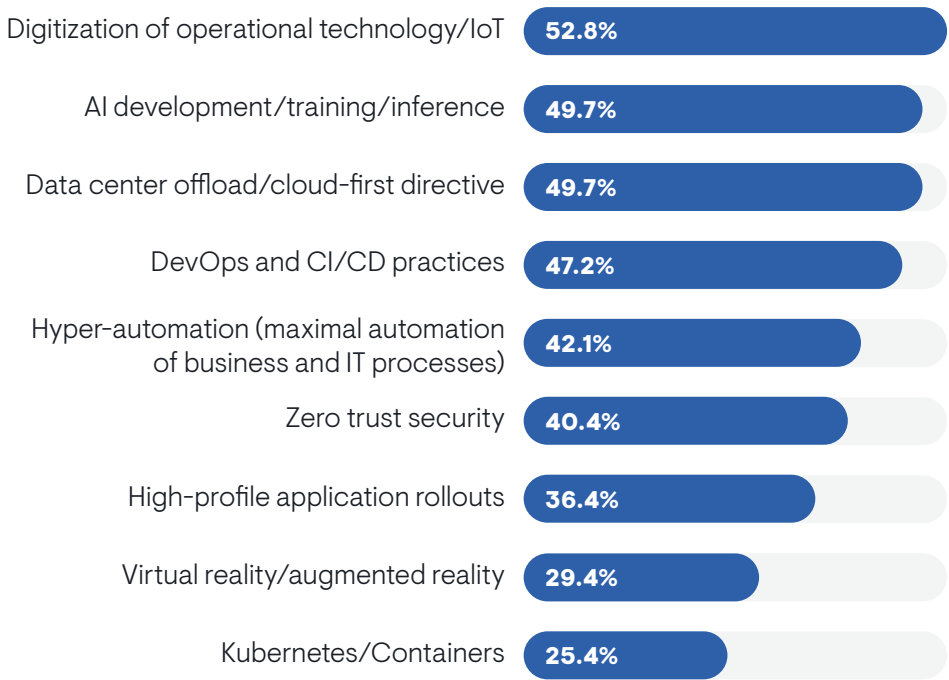 Digitization of operational technology/IoT 52.8%
AI development/training/inference 49.7%
Data center offload/cloud-first directive 49.7%
DevOps and CI/CD practices 47.2%
Hyper-automation (maximal automation
of business and IT processes) 42.1%
Zero trust security 40.4%
High-profile application rollouts 36.4%
Virtual reality/augmented reality 29.4%
Kubernetes/Containers 25.4%